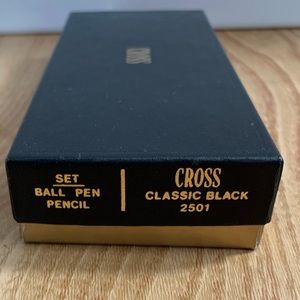 CROSS
SET
BALL PEN
PENCIL
CROSS
CLASSIC BLACK
2501